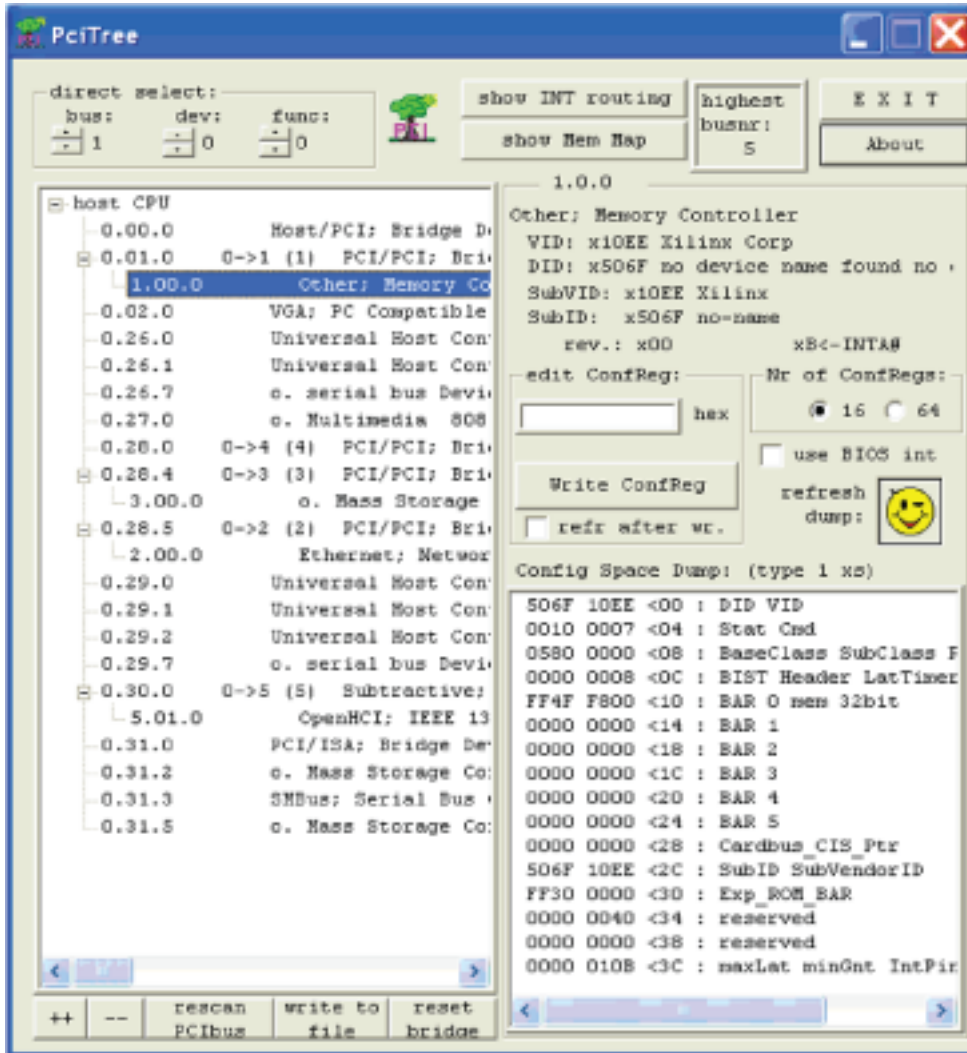 PciTree
direct select:
bus: dev: func:
1 0 0
PCI
show INT routing
show Mem Map
highest
busnr:
5
E X I T
About
host CPU
0.00.0 Host/PCI; Bridge D
0.01.0 0->1 (1) PCI/PCI; Bri
1.00.0 Other; Memory Co
0.02.0 VGA; PC Compatible
0.26.0 Universal Host Con
0.26.1 Universal Host Con
0.26.7 o. serial bus Devi
0.27.0 o. Multimedia 808
0.28.0 0->4 (4) PCI/PCI; Bri
0.28.4 0->3 (3) PCI/PCI; Bri
3.00.0 o. Mass Storage
0.28.5 0->2 (2) PCI/PCI; Bri
2.00.0 Ethernet; Networ
0.29.0 Universal Host Con
0.29.1 Universal Host Con
0.29.2 Universal Host Con
0.29.7 o. serial bus Devi
0.30.0 0->5 (5) Subtractive;
5.01.0 OpenHCI; IEEE 13
0.31.0 PCI/ISA; Bridge De
0.31.2 o. Mass Storage Co
0.31.3 SMBus; Serial Bus
0.31.5 o. Mass Storage Co
++ -- rescan PCIbus write to file reset bridge
1.0.0
Other; Memory Controller
VID: x10EE Xilinx Corp
DID: x506F no device name found no
SubVID: x10EE Xilinx
SubID: x506F no-name
rev.: x00 xB<-INTA@
edit ConfReg:
hex
Write ConfReg
refr after wr.
Nr of ConfRegs:
16 64
use BIOS int
refresh
dump:
Config Space Dump: (type 1 xs)
506F 10EE <00 : DID VID
0010 0007 <04 : Stat Cmd
0580 0000 <08 : BaseClass SubClass P
0000 0008 <0C : BIST Header LatTimer
FF4F F800 <10 : BAR 0 mem 32bit
0000 0000 <14 : BAR 1
0000 0000 <18 : BAR 2
0000 0000 <1C : BAR 3
0000 0000 <20 : BAR 4
0000 0000 <24 : BAR 5
0000 0000 <28 : Cardbus_CIS_Ptr
506F 10EE <2C : SubID SubVendorID
FF30 0000 <30 : Exp_ROM_BAR
0000 0040 <34 : reserved
0000 0000 <38 : reserved
0000 010B <3C : maxLat minGnt IntPin